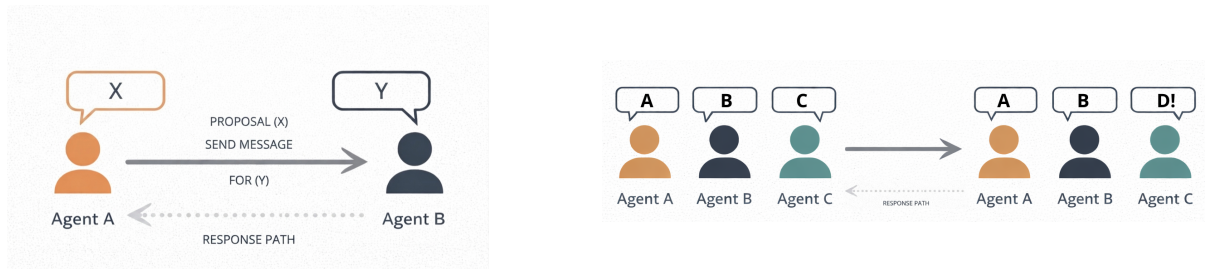 X
Y
PROPOSAL (X)
SEND MESSAGE
FOR (Y)
Agent A
Agent B
RESPONSE PATH
A
B
C
A
B
D!
Agent A
Agent B
Agent C
RESPONSE PATH
Agent A
Agent B
Agent C